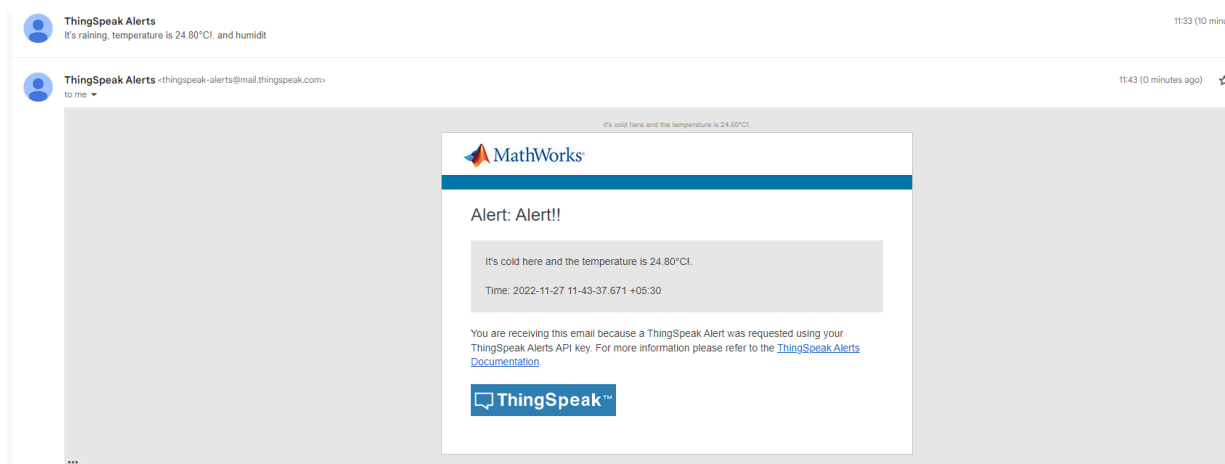 ThingSpeak Alerts
11:33 (10 minu
It's raining, temperature is 24.80°C!. and humidit
ThingSpeak Alerts <thingspeak-alerts@mail.thingspeak.com>
11:43 (0 minutes ago)
to me
It's cold here and the temperature is 24.80°C!.
MathWorks®
Alert: Alert!!
It's cold here and the temperature is 24.80°C!.
Time: 2022-11-27 11-43-37.671 +05:30
You are receiving this email because a ThingSpeak Alert was requested using your
ThingSpeak Alerts API key. For more information please refer to the ThingSpeak Alerts
Documentation.
ThingSpeak™